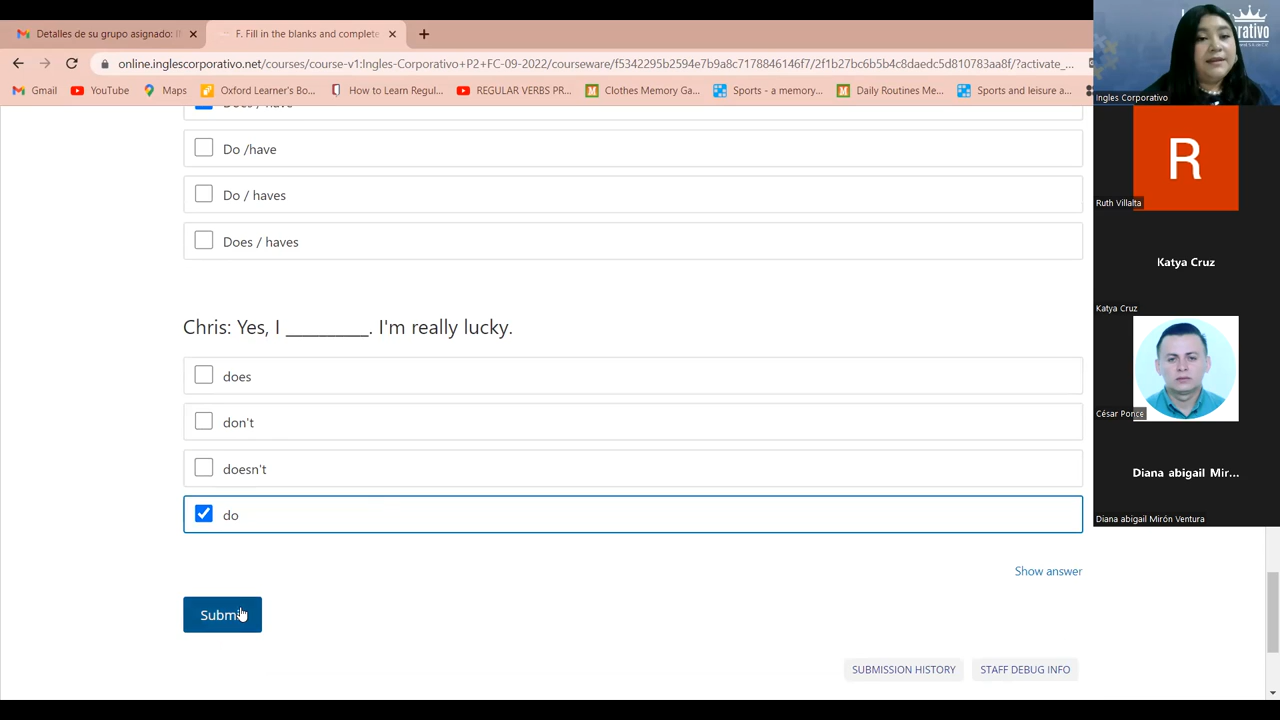 Detalles de su grupo asignado: I
F. Fill in the blanks and complete
online.inglescorporativo.net/courses/course-v1:Ingles-Corporativo+P2+FC-09-2022/courseware/f5342295b2594e7b9a8c7178846146f7/2f1b27bc6b5b4c8daedc5d810783aa8f/?activate_...
Gmail
YouTube
Maps
Oxford Learner's Bo...
How to Learn Regul...
REGULAR VERBS PR...
Clothes Memory Ga...
Sports - a memory...
Daily Routines Me...
Sports and leisure a...
Does / have
Do /have
Do / haves
Does / haves
Chris: Yes, I __________. I'm really lucky.
does
don't
doesn't
do
Show answer
Submi
SUBMISSION HISTORY
STAFF DEBUG INFO
Ingles Corporativo
R
Ruth Villalta
Katya Cruz
Katya Cruz
César Ponce
Diana abigail Mir...
Diana abigail Mirón Ventura